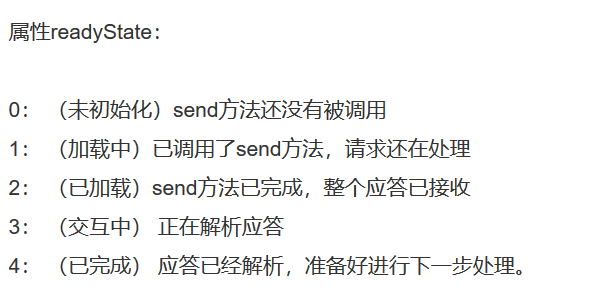 属性readyState：
0： （未初始化）send方法还没有被调用
1： （加载中）已调用了send方法，请求还在处理
2： （已加载）send方法已完成，整个应答已接收
3： （交互中） 正在解析应答
4： （已完成） 应答已经解析，准备好进行下一步处理。